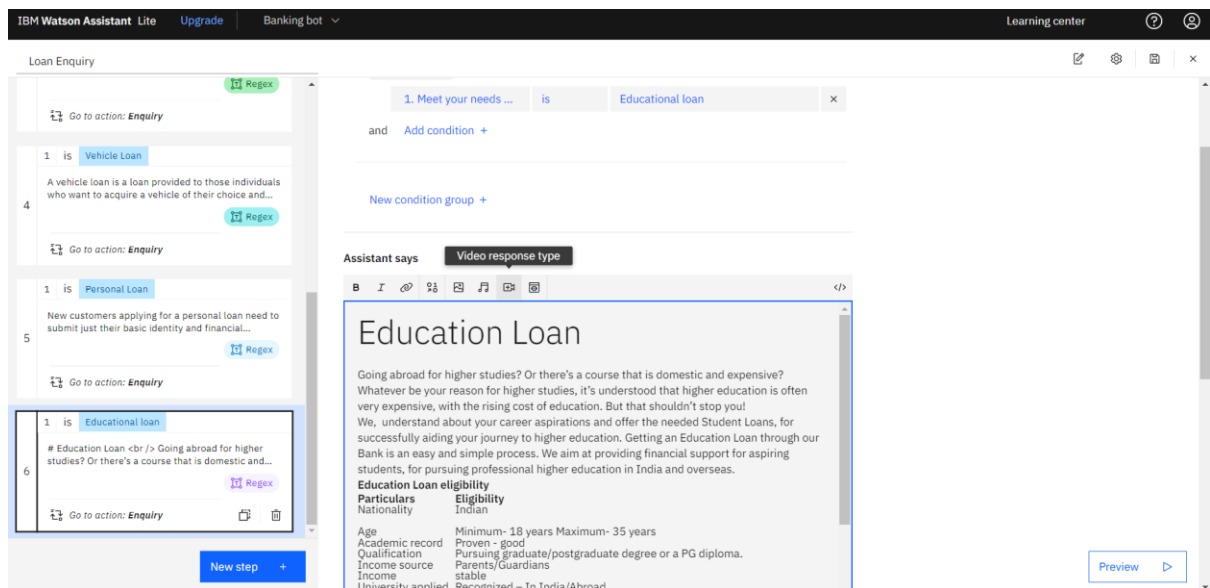 IBM Watson Assistant Lite Upgrade Banking bot Learning center
Loan Enquiry
Regex
Go to action: Enquiry
1 is Vehicle Loan
A vehicle loan is a loan provided to those individuals
who want to acquire a vehicle of their choice and...
4
Regex
Go to action: Enquiry
1 is Personal Loan
New customers applying for a personal loan need to
submit just their basic identity and financial...
5
Regex
Go to action: Enquiry
1 is Educational loan
# Education Loan <br /> Going abroad for higher
studies? Or there's a course that is domestic and...
6
Regex
Go to action: Enquiry
New step +
1. Meet your needs ... is Educational loan ×
and Add condition +
New condition group +
Assistant says Video response type
B I </>
Education Loan
Going abroad for higher studies? Or there's a course that is domestic and expensive?
Whatever be your reason for higher studies, it's understood that higher education is often
very expensive, with the rising cost of education. But that shouldn't stop you!
We, understand about your career aspirations and offer the needed Student Loans, for
successfully aiding your journey to higher education. Getting an Education Loan through our
Bank is an easy and simple process. We aim at providing financial support for aspiring
students, for pursuing professional higher education in India and overseas.
Education Loan eligibility
Particulars Eligibility
Nationality Indian
Age Minimum- 18 years Maximum- 35 years
Academic record Proven - good
Qualification Pursuing graduate/postgraduate degree or a PG diploma.
Income source Parents/Guardians
Income stable
University applied Recognized – In India/Abroad
Preview